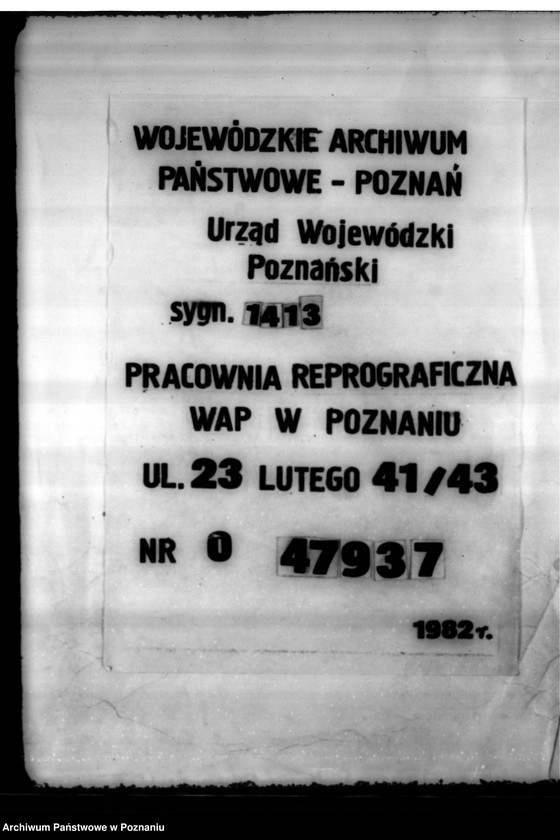 WOJEWÓDZKIE ARCHIWUM
PAŃSTWOWE - POZNAŃ
Urząd Wojewódzki
Poznański
sygn. 1413
PRACOWNIA REPROGRAFICZNA
WAP W POZNANIU
UL. 23 LUTEGO 41/43
NR 0 47937
1982 r.
Archiwum Państwowe w Poznaniu